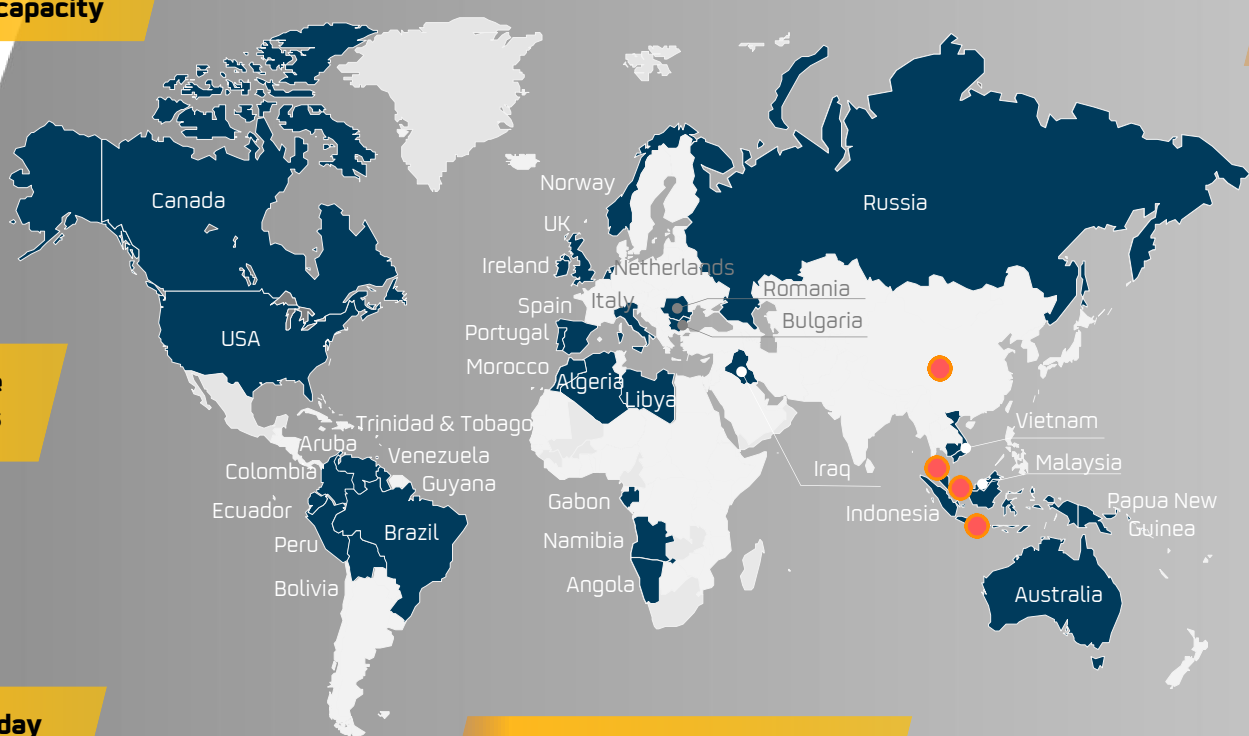 capacity
Norway
Canada
Russia
UK
Ireland
Netherlands
Romania
Spain
Italy
Bulgaria
Portugal
USA
Morocco
Algeria
Libya
Trinidad & Tobago
Vietnam
Aruba
Venezuela
Malaysia
Colombia
Iraq
Guyana
Gabon
Ecuador
Indonesia
Papua New
Guinea
Brazil
Peru
Namibia
Angola
Bolivia
Australia
day